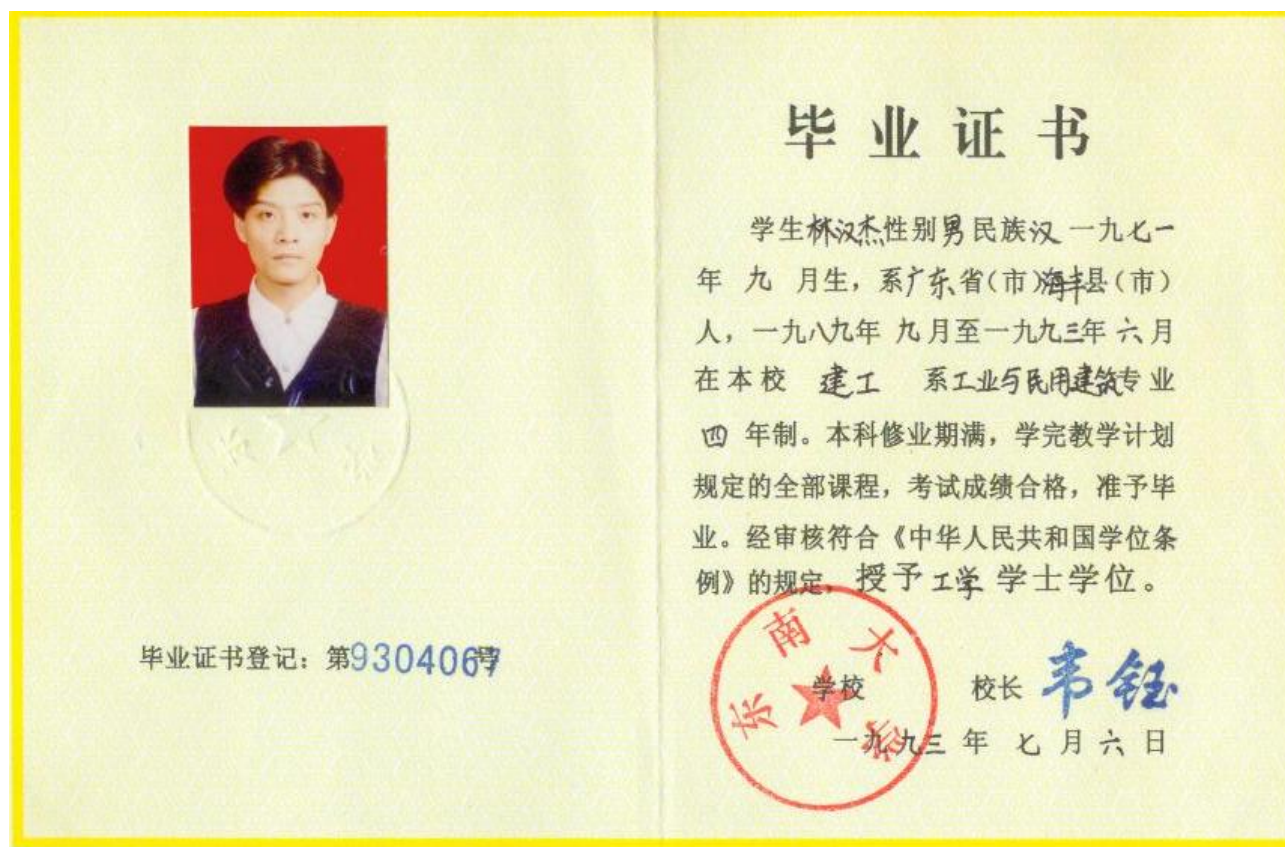 毕业证书
学生林汉杰性别男民族汉一九七一
年九月生，系广东省(市)海丰县(市)
人，一九八九年九月至一九九三年六月
在本校建工系工业与民用建筑专业
四年制。本科修业期满，学完教学计划
规定的全部课程，考试成绩合格，准予毕
业。经审核符合《中华人民共和国学位条
例》的规定，授予工学学士学位。
东南大学
学校 校长 韦钰
一九九三年七月六日
毕业证书登记：第9304067号